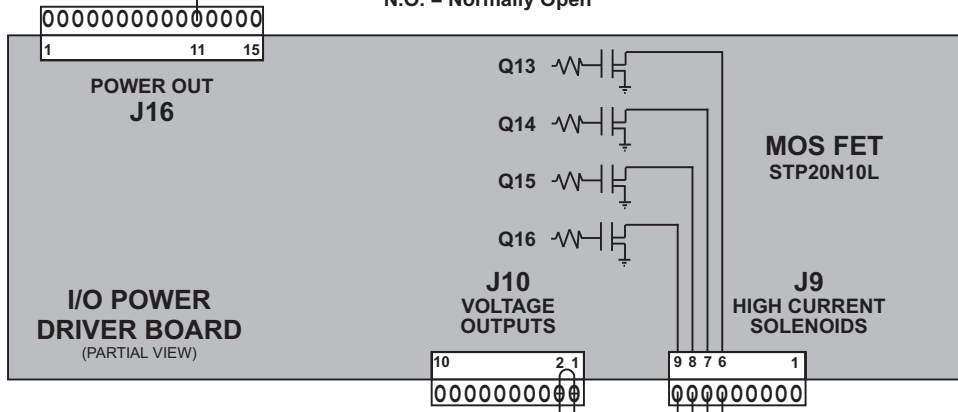 N.O. = Normally Open
1 11 15
POWER OUT
J16
Q13
Q14
Q15
Q16
MOS FET
STP20N10L
I/O POWER
DRIVER BOARD
(PARTIAL VIEW)
J10
VOLTAGE
OUTPUTS
J9
HIGH CURRENT
SOLENOIDS
10 2 1
9 8 7 6 1